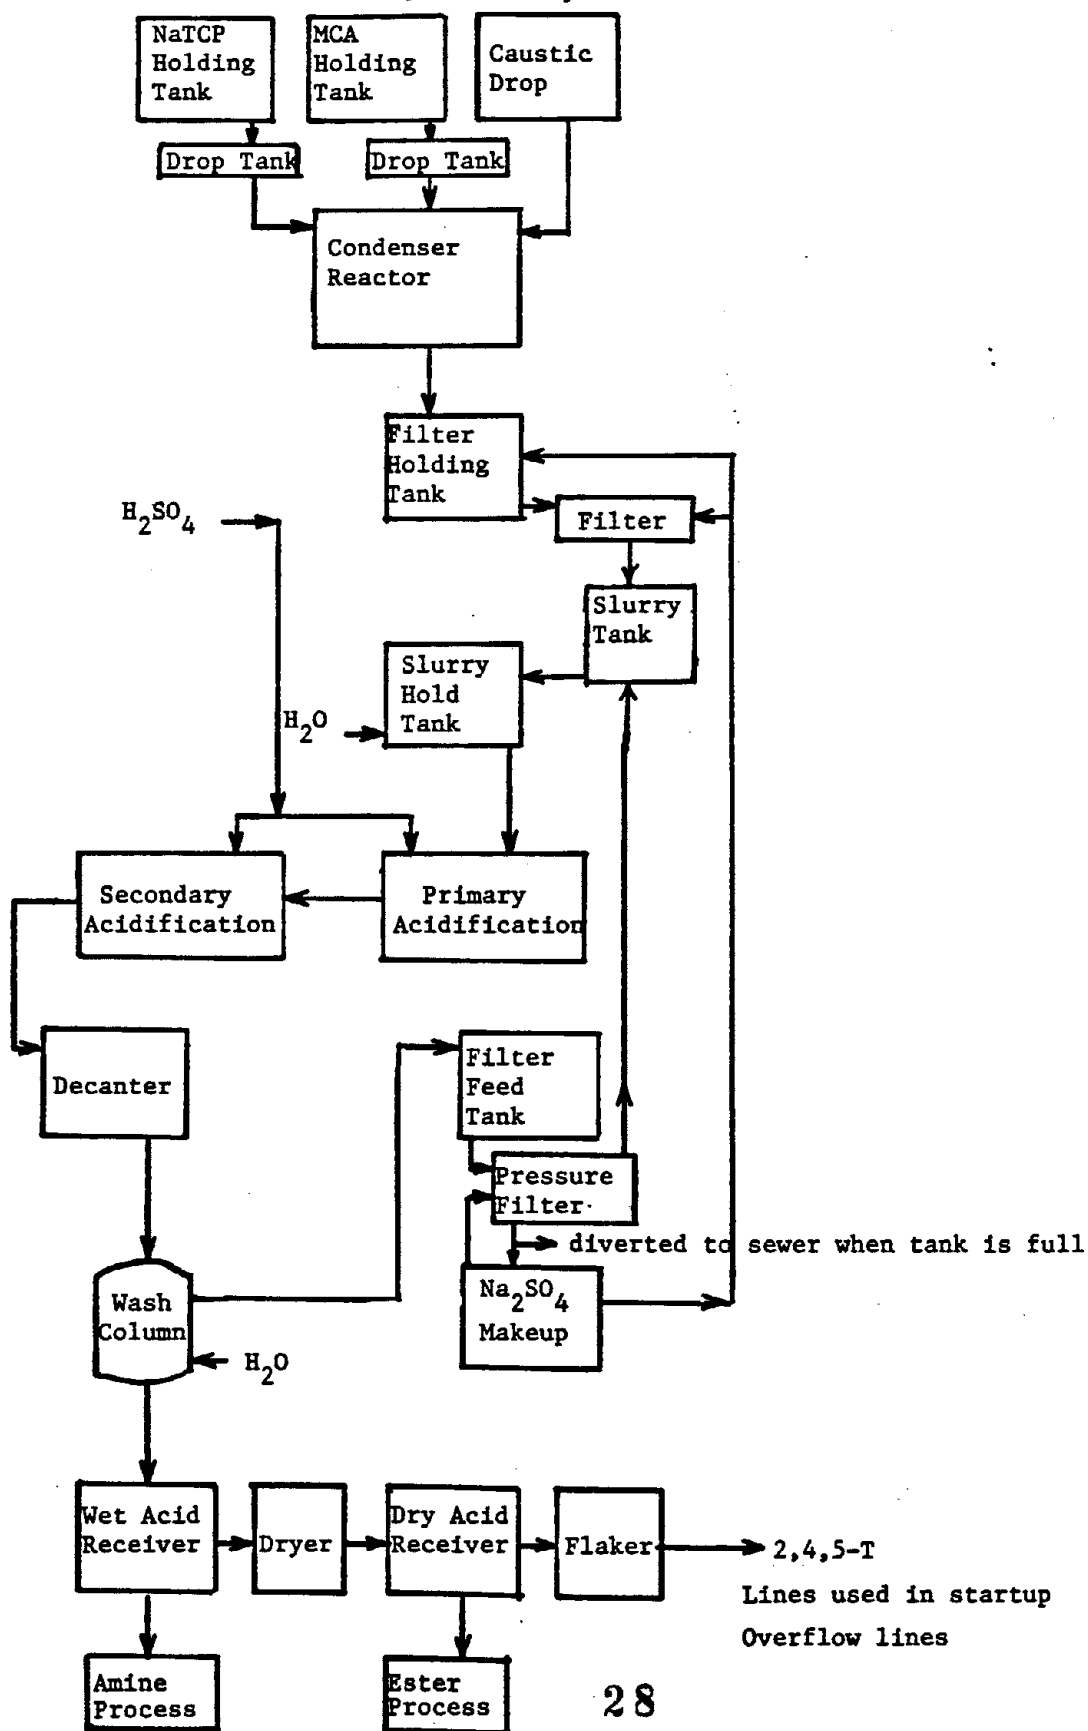 NaTCP
Holding
Tank
MCA
Holding
Tank
Caustic
Drop
Drop Tank
Drop Tank
Condenser
Reactor
Filter
Holding
Tank
H2SO4
Filter
Slurry
Tank
Slurry
Hold
Tank
H2O
Secondary
Acidification
Primary
Acidification
Decanter
Filter
Feed
Tank
Pressure
Filter
diverted to sewer when tank is full
Wash
Column
Na2SO4
Makeup
H2O
Wet Acid
Receiver
Dryer
Dry Acid
Receiver
Flaker
2,4,5-T
Lines used in startup
Overflow lines
Amine
Process
Ester
Process
28